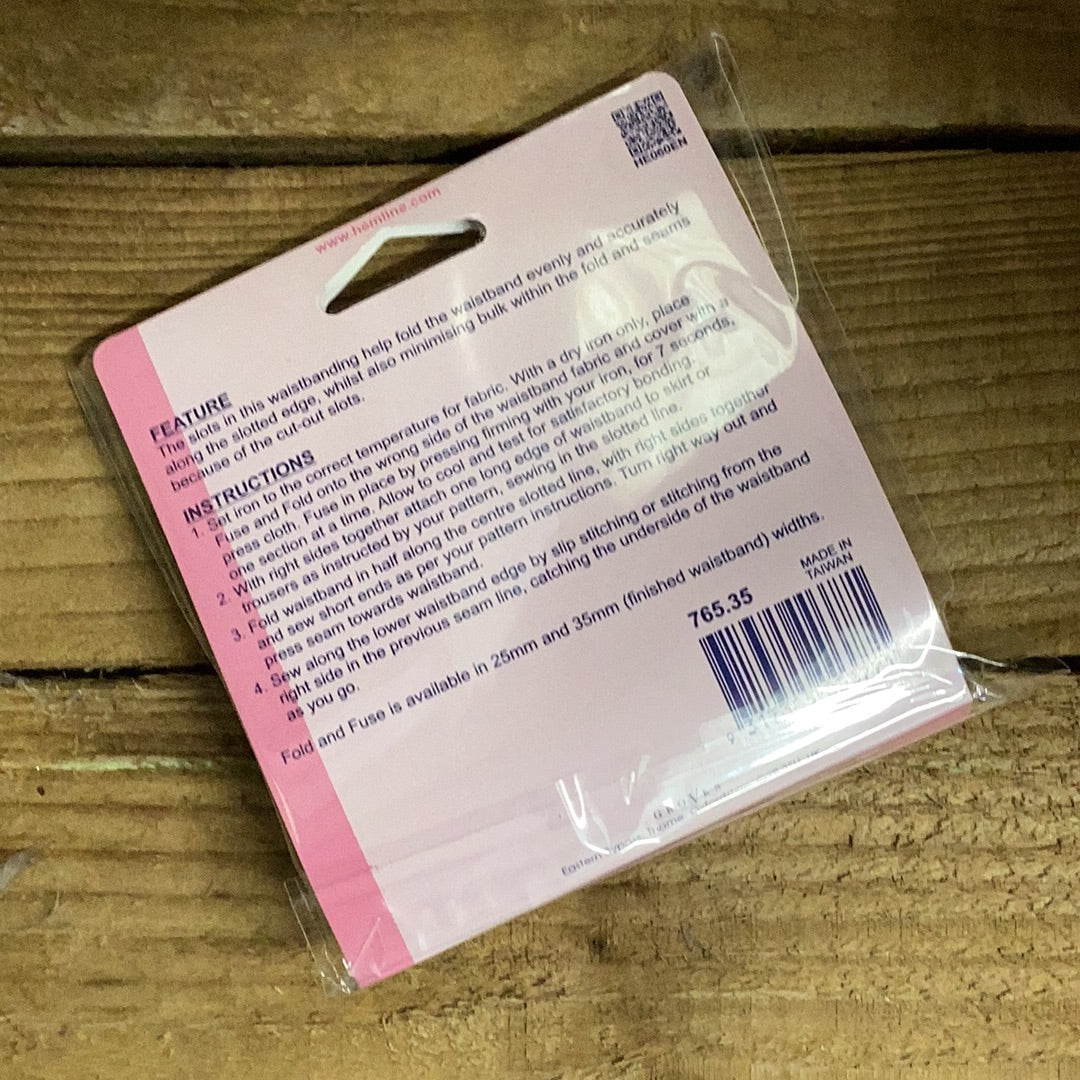 HE060EN
www.hemline.com
FEATURE
The slots in this waistbanding help fold the waistband evenly and accurately
along the slotted edge, whilst also minimising bulk within the fold and seams
because of the cut-out slots.
INSTRUCTIONS
1. Set iron to the correct temperature for fabric. With a dry iron only, place
Fuse and Fold onto the wrong side of the waistband fabric and cover with a
press cloth. Fuse in place by pressing firming with your iron, for 7 seconds,
one section at a time. Allow to cool and test for satisfactory bonding.
2. With right sides together attach one long edge of waistband to skirt or
trousers as instructed by your pattern, sewing in the slotted line.
3. Fold waistband in half along the centre slotted line, with right sides together
and sew short ends as per your pattern instructions. Turn right way out and
press seam towards waistband.
4. Sew along the lower waistband edge by slip stitching or stitching from the
right side in the previous seam line, catching the underside of the waistband
as you go.
Fold and Fuse is available in 25mm and 35mm (finished waistband) widths.
765.35
MADE IN
TAIWAN
GROVES
Eastern Thame,